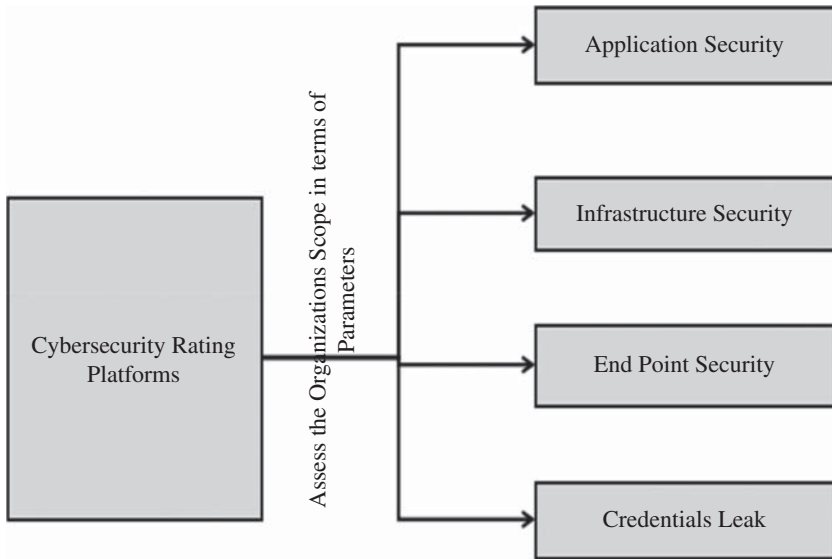 Application Security
Infrastructure Security
Cybersecurity Rating
Platforms
Assess the Organizations Scope in terms of
Parameters
End Point Security
Credentials Leak